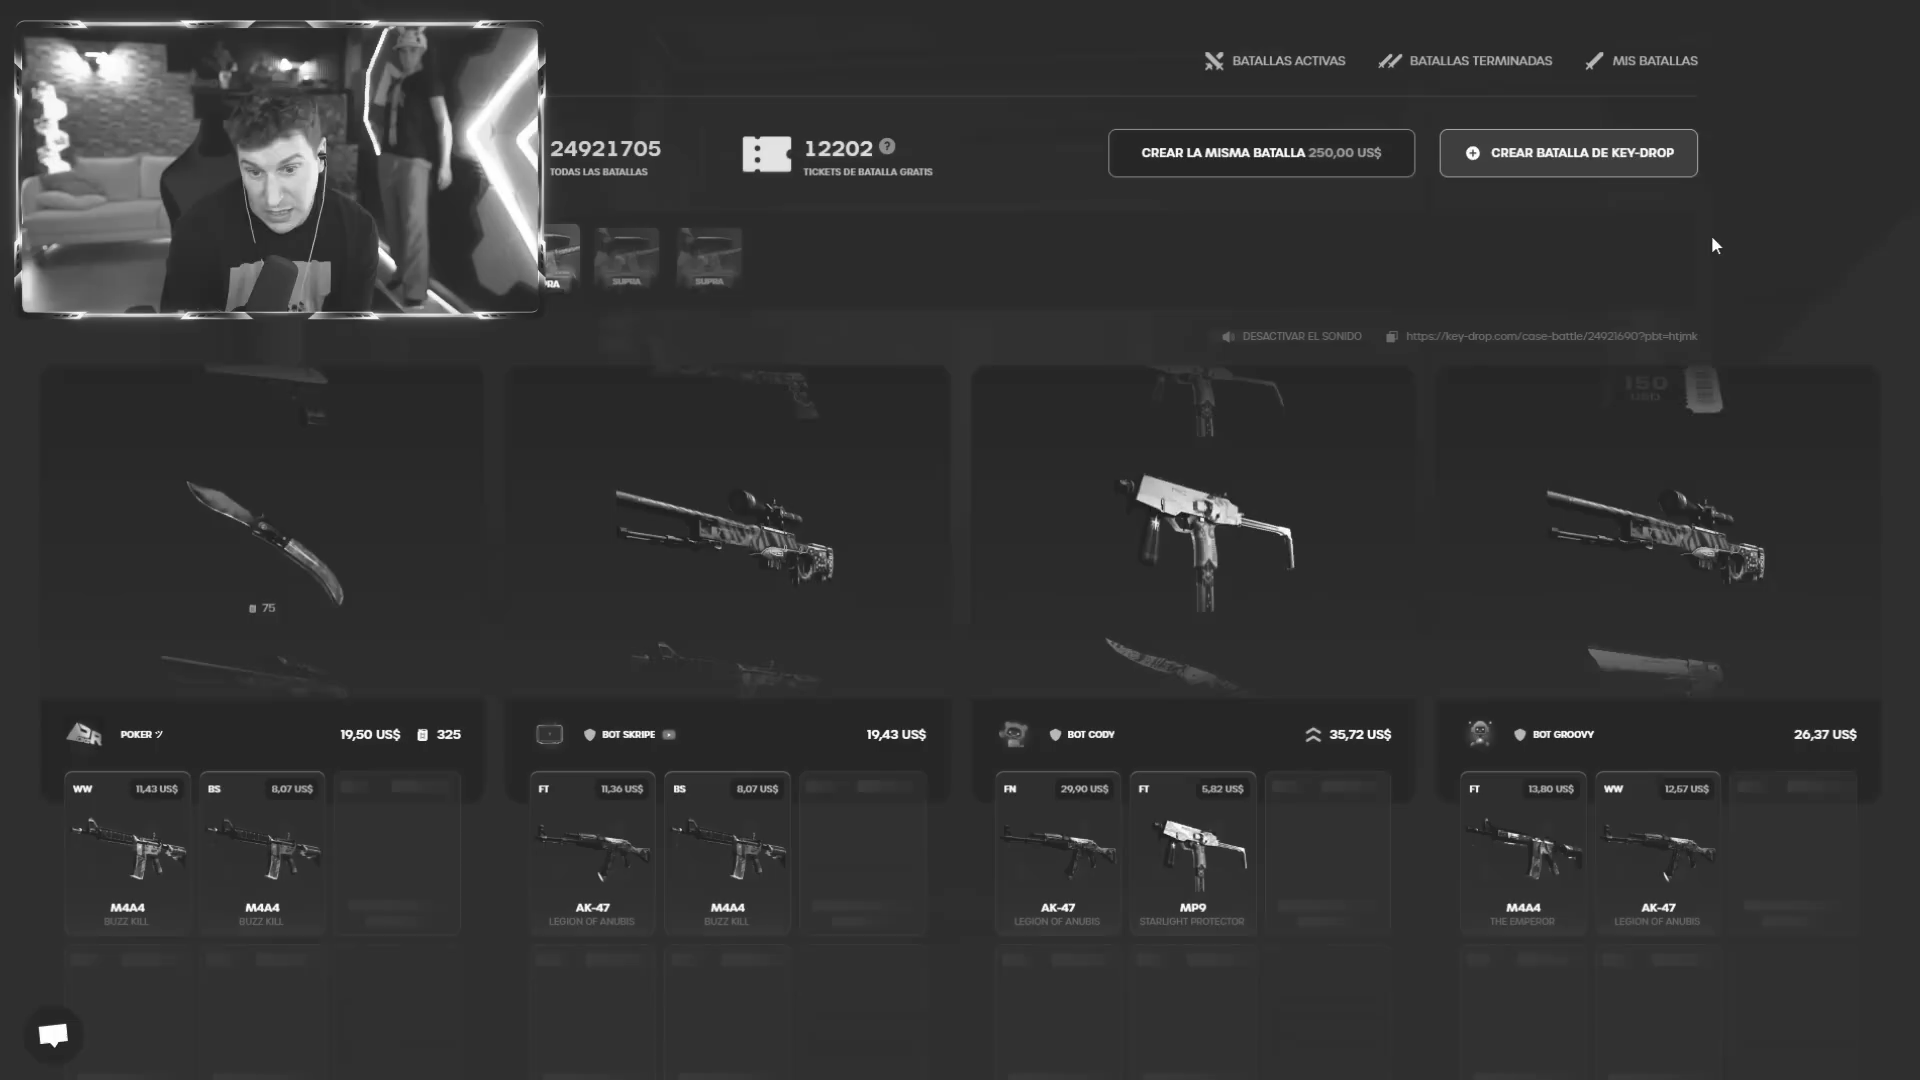 BATALLAS ACTIVAS
BATALLAS TERMINADAS
MIS BATALLAS
24921705
TODAS LAS BATALLAS
12202 ?
TICKETS DE BATALLA GRATIS
CREAR LA MISMA BATALLA 250,00 US$
CREAR BATALLA DE KEY-DROP
RA
SUPRA
SUPRA
DESACTIVAR EL SONIDO
https://key-drop.com/case-battle/24921690?pbt=htjmk
150
USD
75
POKER ツ
19,50 US$
325
BOT SKRIPE
19,43 US$
BOT CODY
35,72 US$
BOT GROOVY
26,37 US$
WW 11,43 US$
BS 8,07 US$
FT 11,36 US$
BS 8,07 US$
FN 29,90 US$
FT 5,82 US$
FT 13,80 US$
WW 12,57 US$
M4A4
BUZZ KILL
M4A4
BUZZ KILL
AK-47
LEGION OF ANUBIS
M4A4
BUZZ KILL
AK-47
LEGION OF ANUBIS
MP9
STARLIGHT PROTECTOR
M4A4
THE EMPEROR
AK-47
LEGION OF ANUBIS